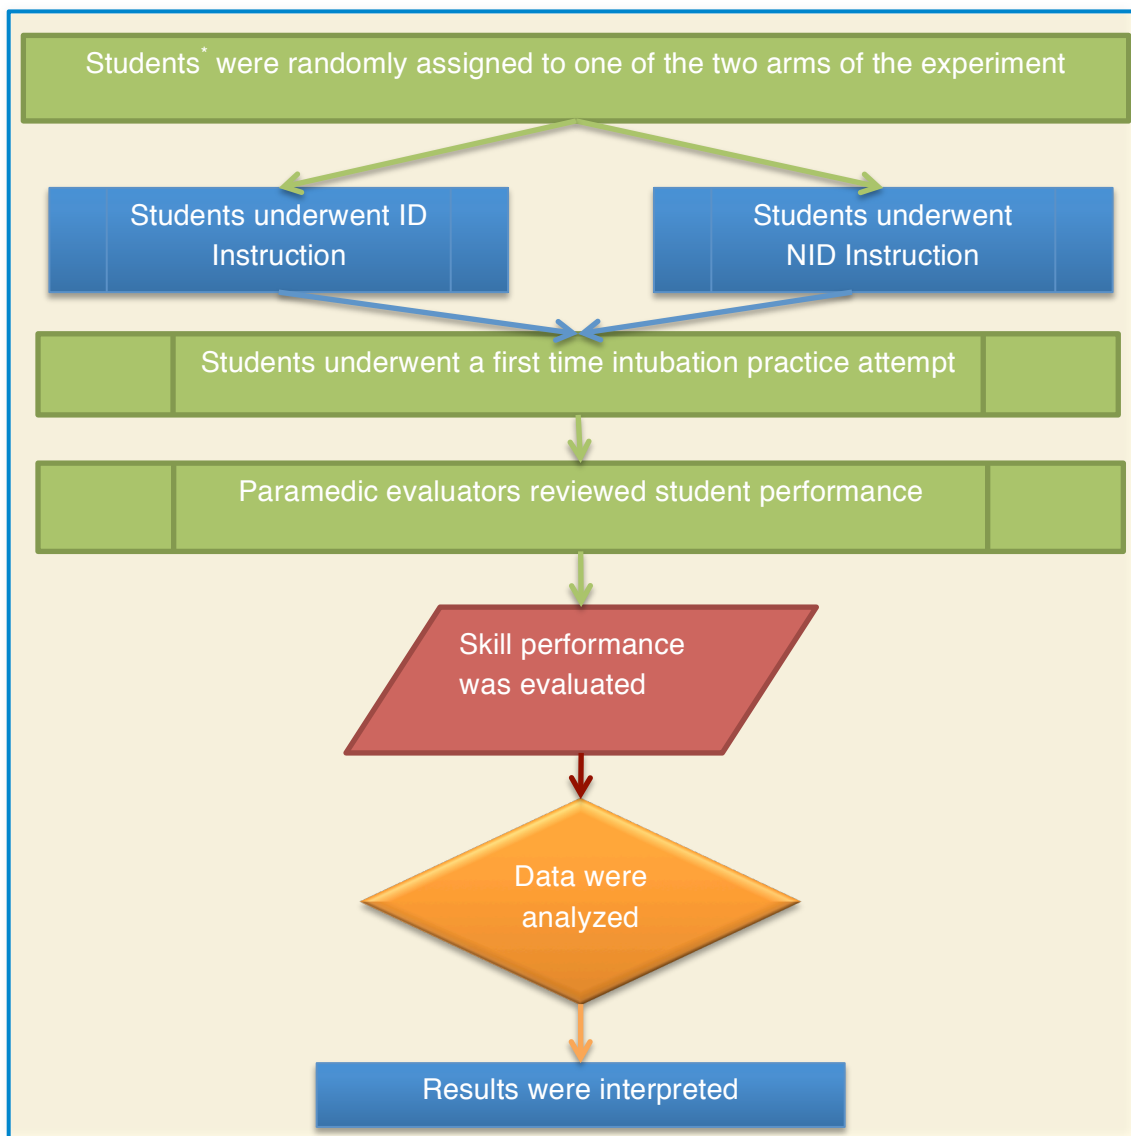 Students* were randomly assigned to one of the two arms of the experiment
Students underwent ID
Instruction
Students underwent
NID Instruction
Students underwent a first time intubation practice attempt
Paramedic evaluators reviewed student performance
Skill performance
was evaluated
Data were
analyzed
Results were interpreted